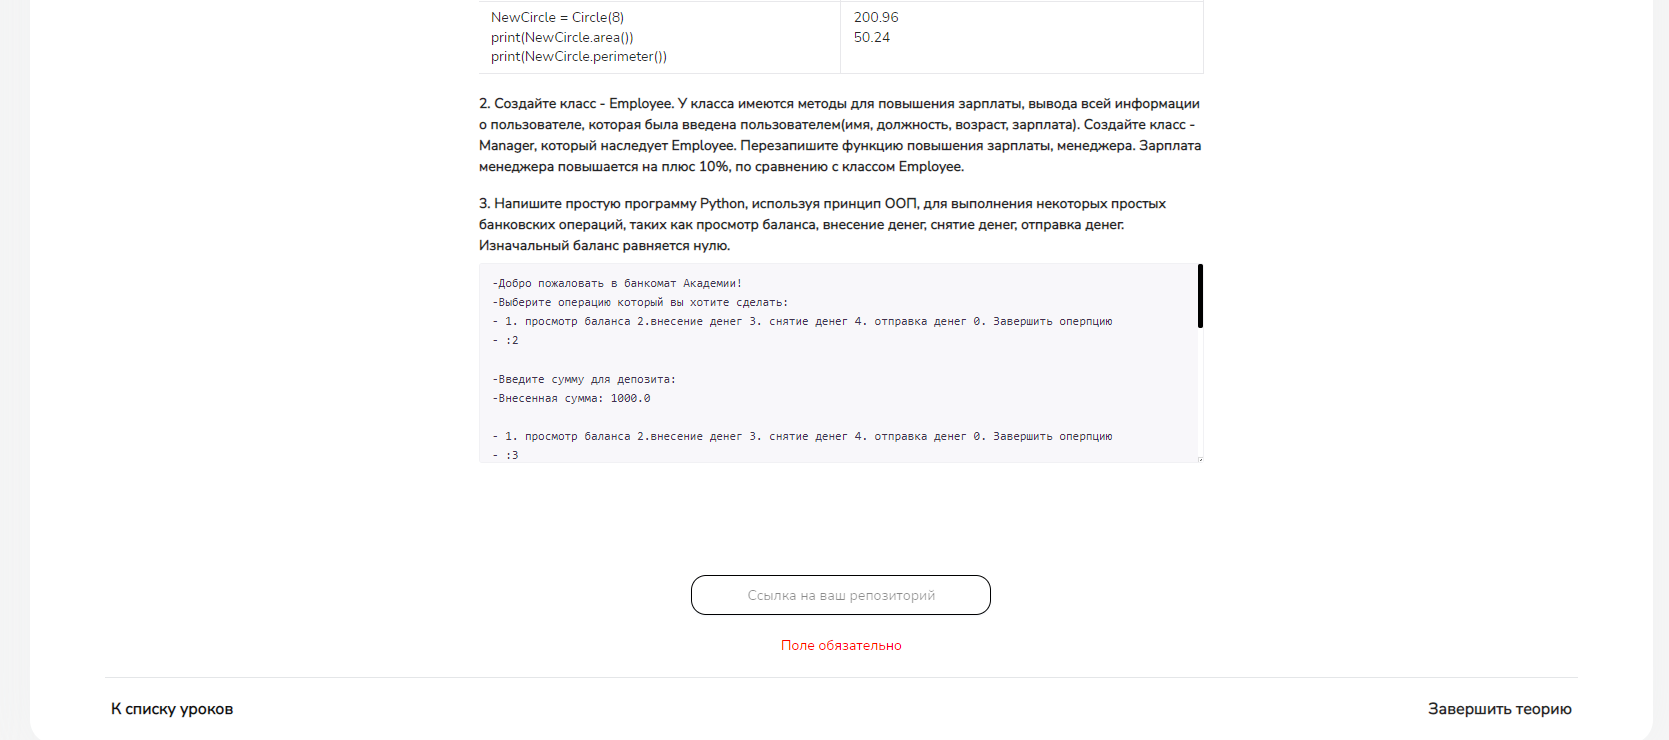 NewCircle = Circle(8)
print(NewCircle.area())
print(NewCircle.perimeter())
200.96
50.24
2. Создайте класс - Employee. У класса имеются методы для повышения зарплаты, вывода всей информации
о пользователе, которая была введена пользователем(имя, должность, возраст, зарплата). Создайте класс -
Manager, который наследует Employee. Перезапишите функцию повышения зарплаты, менеджера. Зарплата
менеджера повышается на плюс 10%, по сравнению с классом Employee.
3. Напишите простую программу Python, используя принцип ООП, для выполнения некоторых простых
банковских операций, таких как просмотр баланса, внесение денег, снятие денег, отправка денег.
Изначальный баланс равняется нулю.
-Добро пожаловать в банкомат Академии!
-Выберите операцию который вы хотите сделать:
- 1. просмотр баланса 2.внесение денег 3. снятие денег 4. отправка денег 0. Завершить оперпцию
- :2
-Введите сумму для депозита:
-Внесенная сумма: 1000.0
- 1. просмотр баланса 2.внесение денег 3. снятие денег 4. отправка денег 0. Завершить оперпцию
- :3
Ссылка на ваш репозиторий
Поле обязательно
К списку уроков
Завершить теорию